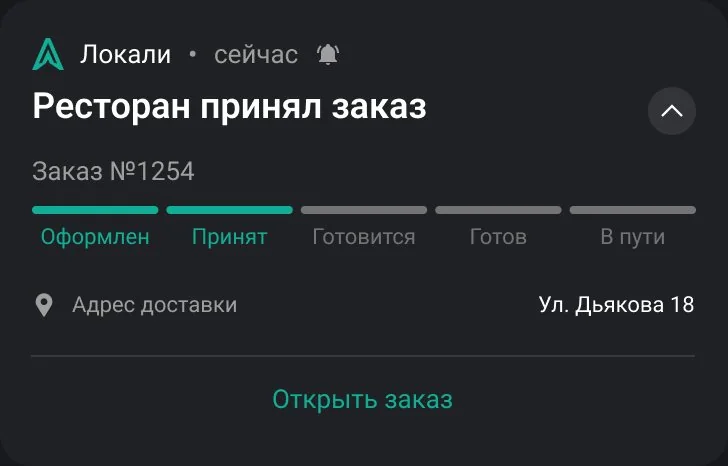 Локали • сейчас
Ресторан принял заказ
Заказ №1254
Оформлен Принят Готовится Готов В пути
Адрес доставки Ул. Дьякова 18
Открыть заказ